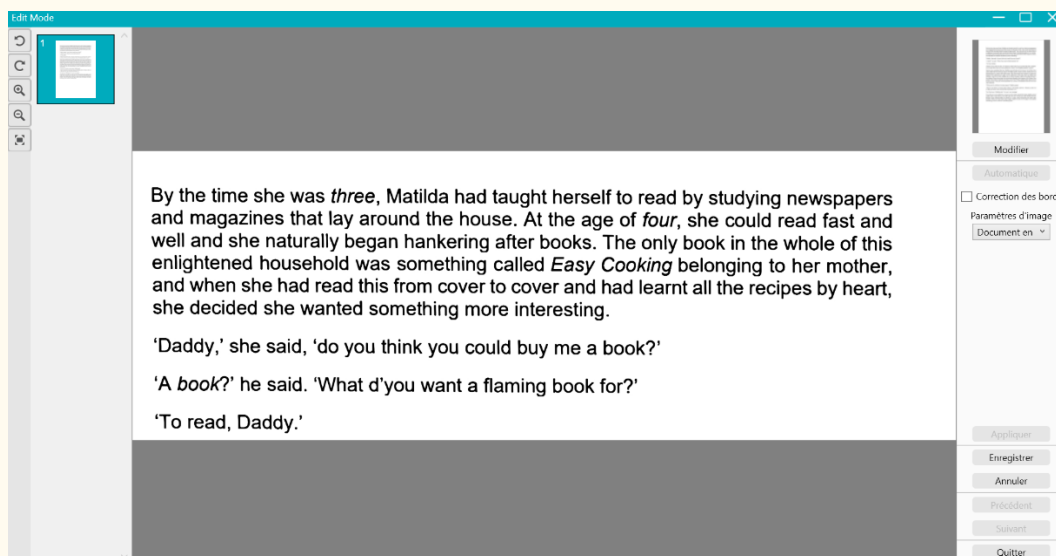 Edit Mode
1
By the time she was three, Matilda had taught herself to read by studying newspapers
and magazines that lay around the house. At the age of four, she could read fast and
well and she naturally began hankering after books. The only book in the whole of this
enlightened household was something called Easy Cooking belonging to her mother,
and when she had read this from cover to cover and had learnt all the recipes by heart,
she decided she wanted something more interesting.
‘Daddy,’ she said, ‘do you think you could buy me a book?’
‘A book?’ he said. ‘What d’you want a flaming book for?’
‘To read, Daddy.’
Modifier
Automatique
Correction des bord
Paramètres d'image
Document en
Appliquer
Enregistrer
Annuler
Précédent
Suivant
Quitter